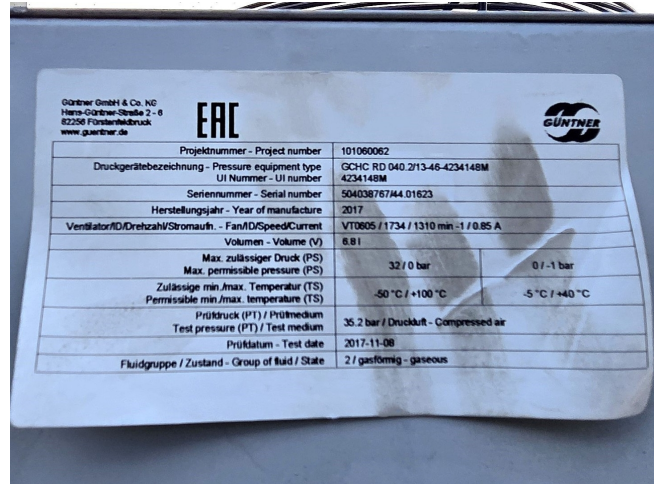 Güntner GmbH & Co. KG
Hans-Güntner-Straße 2 - 6
82256 Fürstenfeldbruck
www.guentner.de
EAC
GÜNTNER
Projektnummer - Project number 101060062
Druckgerätebezeichnung - Pressure equipment type GCHC RD 040.2/13-46-4234148M
UI Nummer - UI number 4234148M
Seriennummer - Serial number 504038767/44.01623
Herstellungsjahr - Year of manufacture 2017
Ventilator/ID/Drehzahl/Stromaufn. - Fan/ID/Speed/Current VT0605 / 1734 / 1310 min -1 / 0.85 A
Volumen - Volume (V) 6.8 l
Max. zulässiger Druck (PS)
Max. permissible pressure (PS) 32 / 0 bar 0 / -1 bar
Zulässige min./max. Temperatur (TS)
Permissible min./max. temperature (TS) -50 °C / +100 °C -5 °C / +40 °C
Prüfdruck (PT) / Prüfmedium
Test pressure (PT) / Test medium 35.2 bar / Druckluft - Compressed air
Prüfdatum - Test date 2017-11-08
Fluidgruppe / Zustand - Group of fluid / State 2 / gasförmig - gaseous